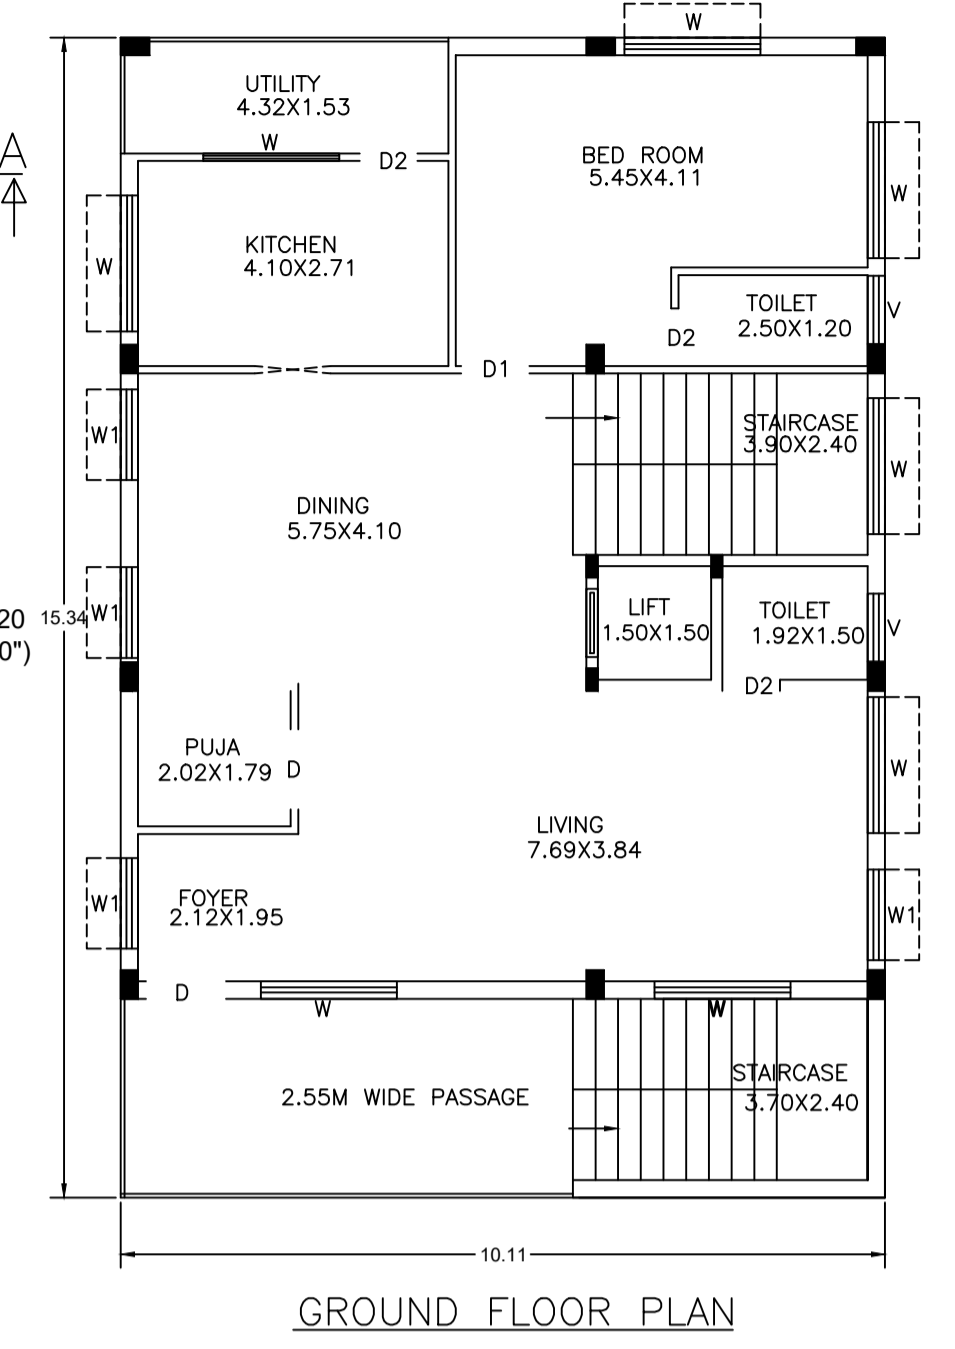 W
UTILITY
4.32X1.53
W
D2
BED ROOM
5.45X4.11
W
A
KITCHEN
4.10X2.71
W
TOILET
2.50X1.20
V
D2
D1
W1
STAIRCASE
3.90X2.40
W
DINING
5.75X4.10
20
0")
15.34
W1
LIFT
1.50X1.50
TOILET
1.92X1.50
V
D2
PUJA
2.02X1.79
D
W
LIVING
7.69X3.84
W1
FOYER
2.12X1.95
W1
D
W
W
2.55M WIDE PASSAGE
STAIRCASE
3.70X2.40
10.11
GROUND FLOOR PLAN